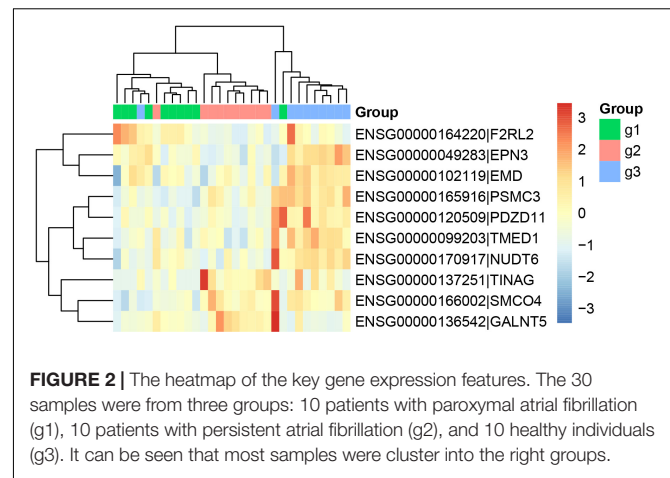 Group
ENSG00000164220|F2RL2
ENSG00000049283|EPN3
ENSG00000102119|EMD
ENSG00000165916|PSMC3
ENSG00000120509|PDZD11
ENSG00000099203|TMED1
ENSG00000170917|NUDT6
ENSG00000137251|TINAG
ENSG00000166002|SMCO4
ENSG00000136542|GALNT5
3
2
1
0
−1
−2
−3
Group
g1
g2
g3
FIGURE 2 | The heatmap of the key gene expression features. The 30
samples were from three groups: 10 patients with paroxymal atrial fibrillation
(g1), 10 patients with persistent atrial fibrillation (g2), and 10 healthy individuals
(g3). It can be seen that most samples were cluster into the right groups.